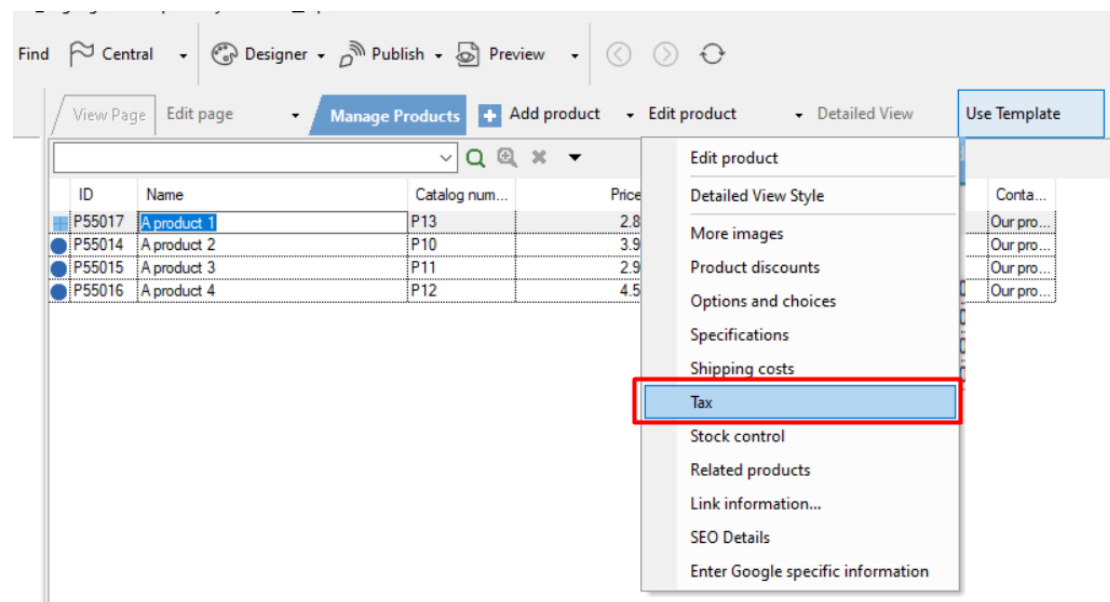 Find Central Designer Publish Preview
View Page Edit page Manage Products Add product Edit product Detailed View Use Template
Edit product
ID Name Catalog num... Price Conta...
Detailed View Style
P55017 A product 1 P13 2.8 Our pro...
More images
P55014 A product 2 P10 3.9 Our pro...
Product discounts
P55015 A product 3 P11 2.9 Our pro...
P55016 A product 4 P12 4.5 Our pro...
Options and choices
Specifications
Shipping costs
Tax
Stock control
Related products
Link information...
SEO Details
Enter Google specific information